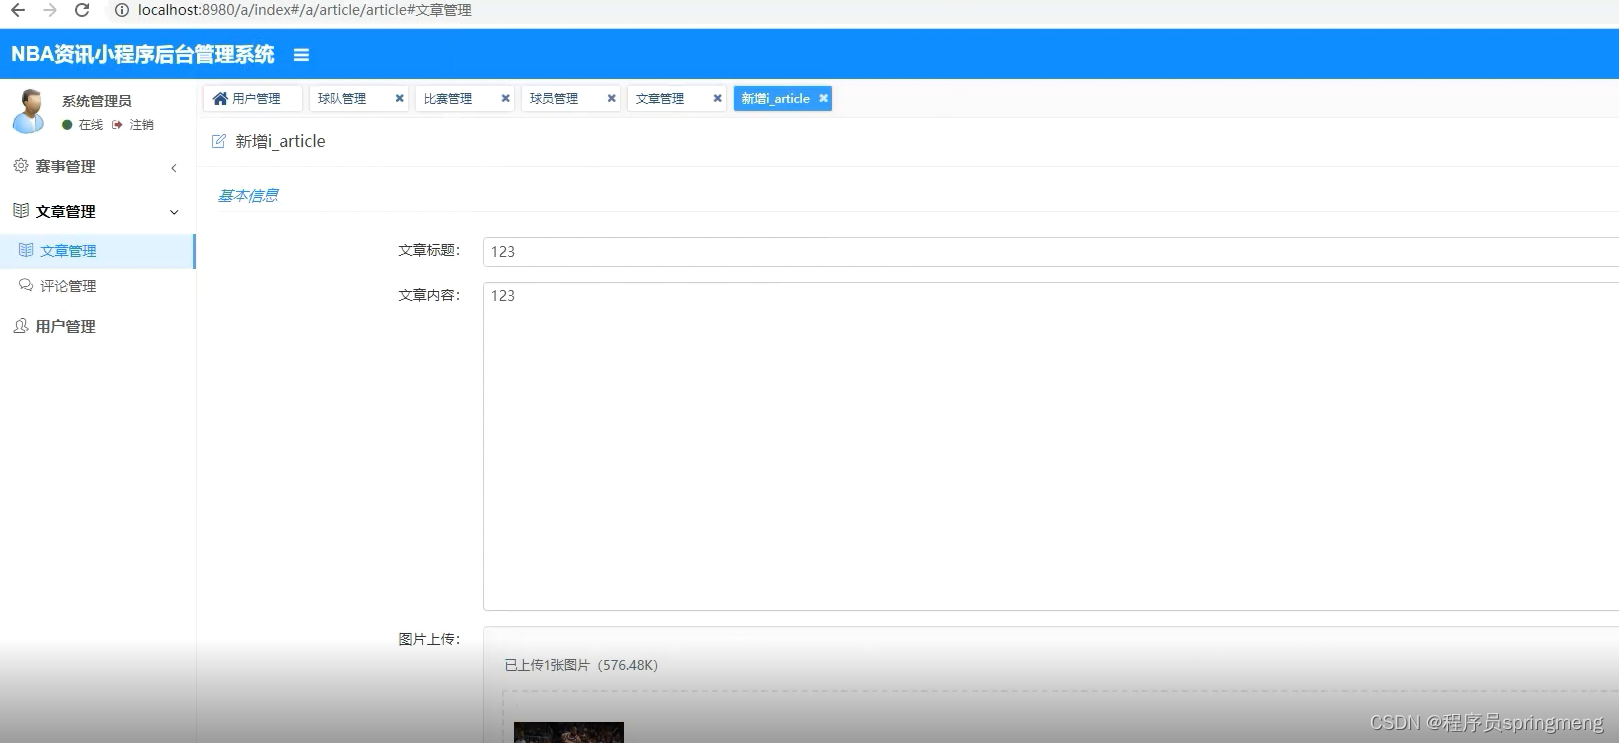 localhost:8980/a/index#/a/article/article#文章管理
NBA资讯小程序后台管理系统
系统管理员
在线 注销
用户管理 球队管理 比赛管理 球员管理 文章管理 新增i_article
新增i_article
赛事管理
文章管理
文章管理
评论管理
用户管理
基本信息
文章标题: 123
文章内容: 123
图片上传:
已上传1张图片 (576.48K)
CSDN @程序员springmeng